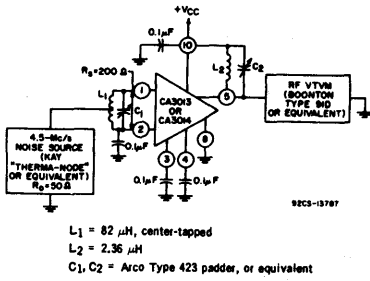 +VCC
0.1µF
10
L2
C2
RS=200 Ω
1
L1
C1
2
CA3013
OR
CA3014
5
8
3
4
0.1µF
0.1µF
0.1µF
RF VTVM
(BOONTON
TYPE 91D
OR EQUIVALENT)
4.5-Mc/s
NOISE SOURCE
(KAY
"THERMA-NODE"
OR EQUIVALENT)
RO=50Ω
92CS-13787
L1 = 82 µH, center-tapped
L2 = 2.36 µH
C1, C2 = Arco Type 423 padder, or equivalent